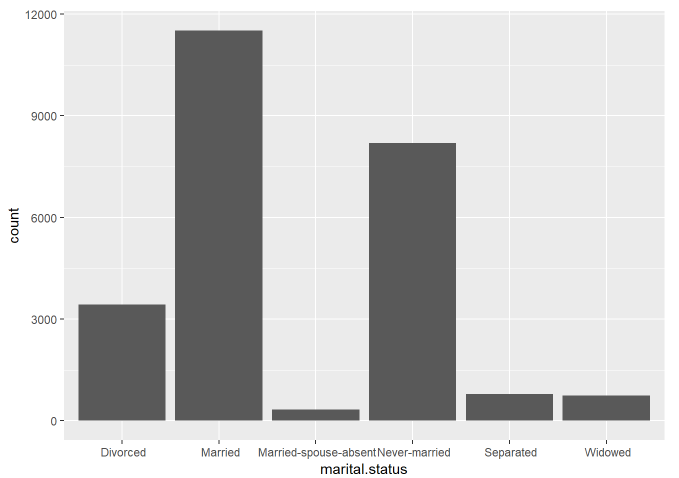 12000
9000
6000
3000
0
count
Divorced Married Married-spouse-absent Never-married Separated Widowed
marital.status